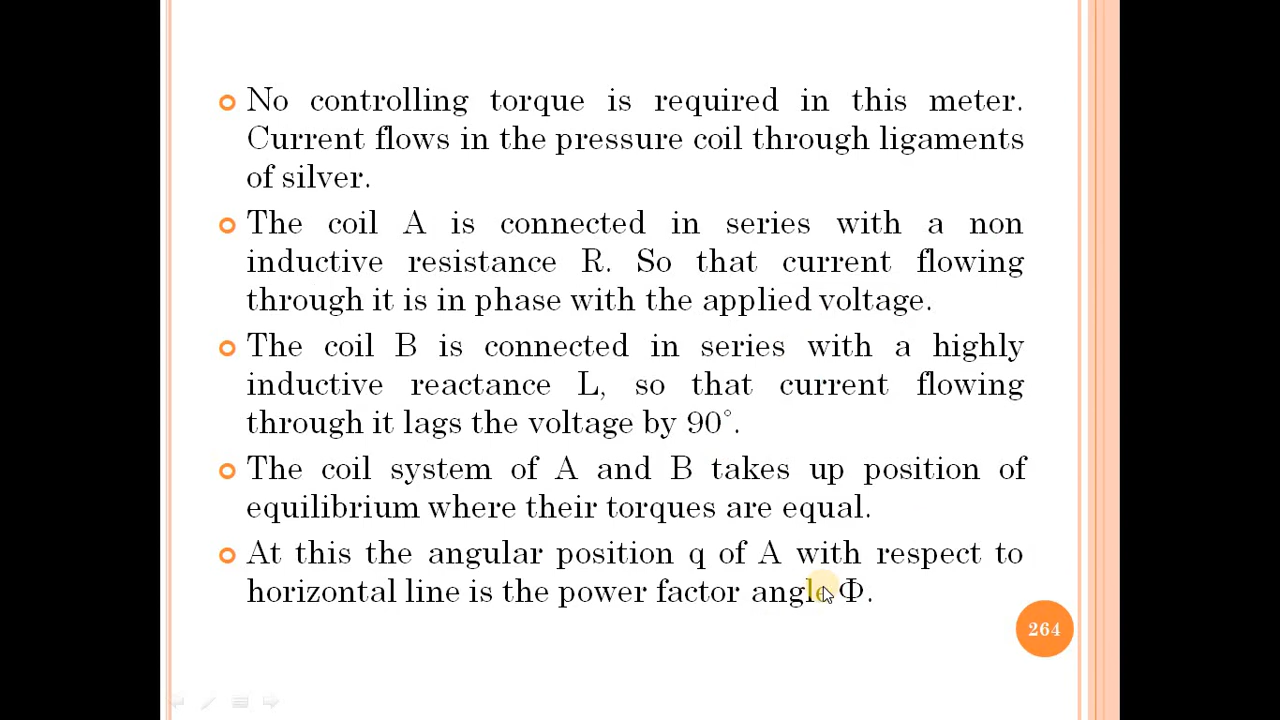 No controlling torque is required in this meter.
Current flows in the pressure coil through ligaments
of silver.
The coil A is connected in series with a non
inductive resistance R. So that current flowing
through it is in phase with the applied voltage.
The coil B is connected in series with a highly
inductive reactance L, so that current flowing
through it lags the voltage by 90°.
The coil system of A and B takes up position of
equilibrium where their torques are equal.
At this the angular position q of A with respect to
horizontal line is the power factor angle Φ.
264